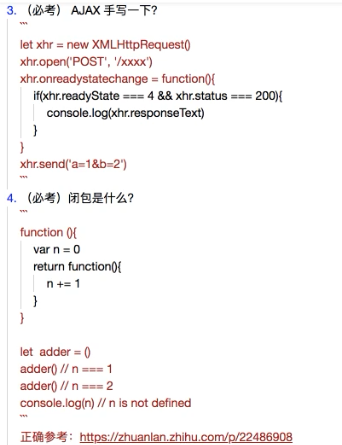 3. （必考） AJAX 手写一下?
```
let xhr = new XMLHttpRequest()
xhr.open('POST', '/xxxx')
xhr.onreadystatechange = function(){
if(xhr.readyState === 4 && xhr.status === 200){
console.log(xhr.responseText)
}
}
xhr.send('a=1&b=2')
```
4. （必考）闭包是什么?
```
function (){
var n = 0
return function(){
n += 1
}
}
let adder = ()
adder() // n === 1
adder() // n === 2
console.log(n) // n is not defined
```
正确参考：https://zhuanlan.zhihu.com/p/22486908